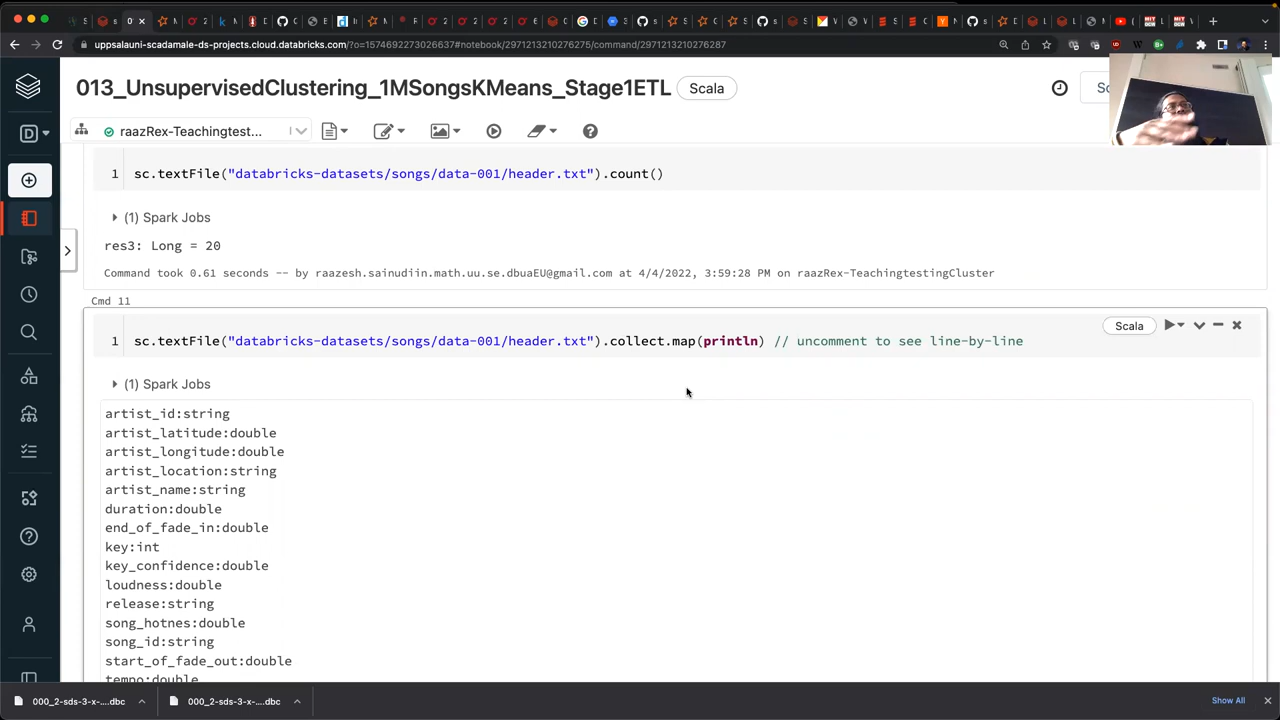 uppsalauni-scadamale-ds-projects.cloud.databricks.com/?o=1574692273026637#notebook/2971213210276275/command/2971213210276287
013_UnsupervisedClustering_1MSongsKMeans_Stage1ETL
Scala
Sc
raazRex-Teachingtest...
1 sc.textFile("databricks-datasets/songs/data-001/header.txt").count()
(1) Spark Jobs
res3: Long = 20
Command took 0.61 seconds -- by raazesh.sainudiin.math.uu.se.dbuaEU@gmail.com at 4/4/2022, 3:59:28 PM on raazRex-TeachingtestingCluster
Cmd 11
Scala
1 sc.textFile("databricks-datasets/songs/data-001/header.txt").collect.map(println) // uncomment to see line-by-line
(1) Spark Jobs
artist_id:string
artist_latitude:double
artist_longitude:double
artist_location:string
artist_name:string
duration:double
end_of_fade_in:double
key:int
key_confidence:double
loudness:double
release:string
song_hotnes:double
song_id:string
start_of_fade_out:double
tempo:double
000_2-sds-3-x-....dbc
000_2-sds-3-x-....dbc
Show All